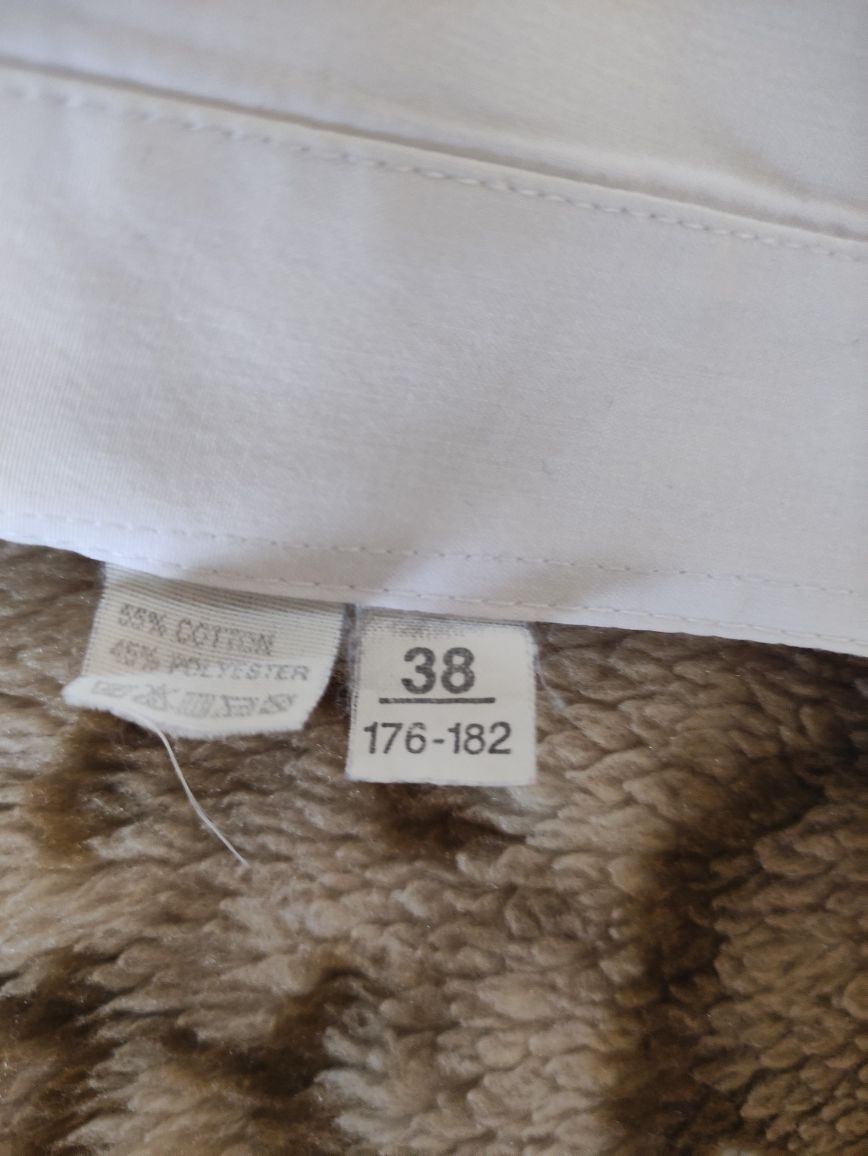 55% COTTON
45% POLYESTER
38
176-182